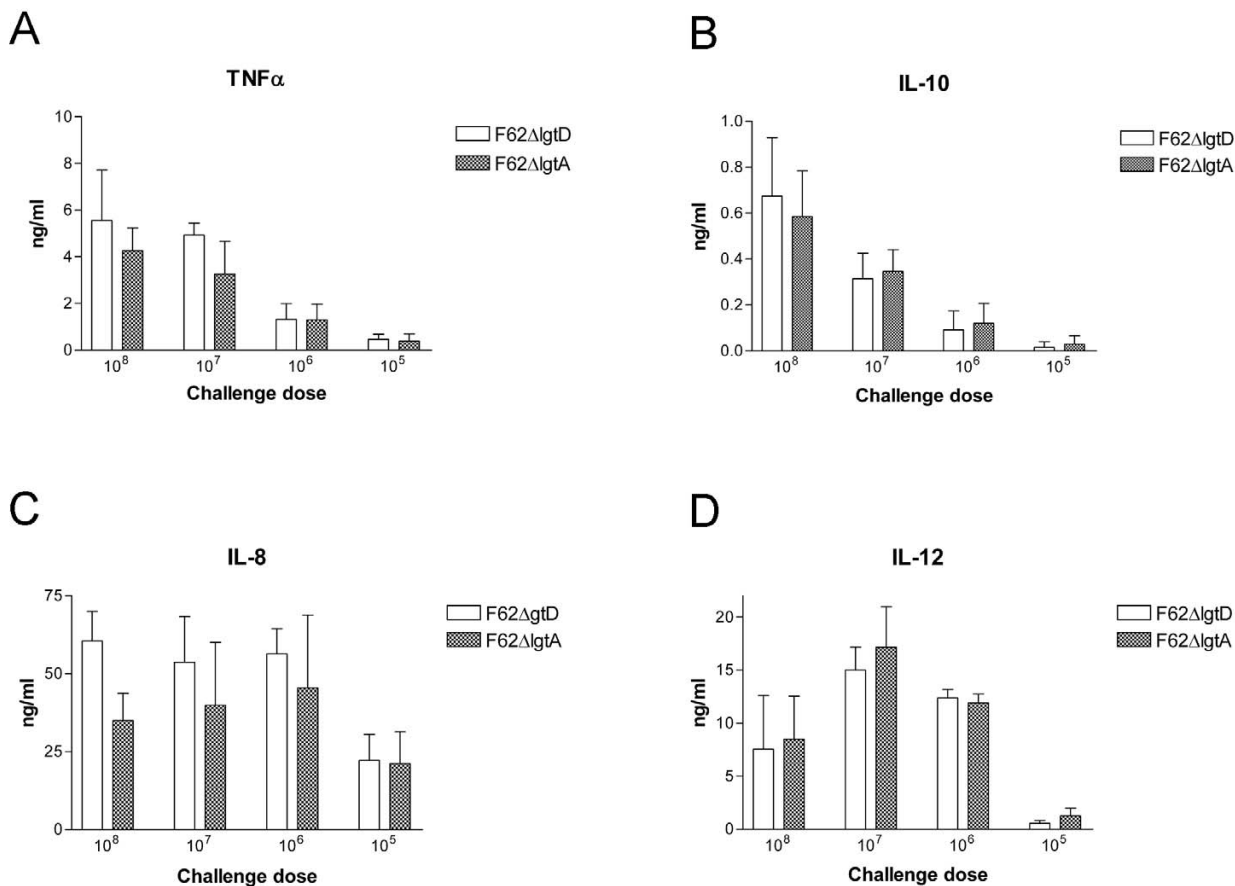 A
TNFα
10
8
6
4
2
0
ng/ml
10⁸
10⁷
10⁶
10⁵
Challenge dose
F62ΔlgtD
F62ΔlgtA
B
IL-10
1.0
0.8
0.6
0.4
0.2
0.0
ng/ml
10⁸
10⁷
10⁶
10⁵
Challenge dose
F62ΔlgtD
F62ΔlgtA
C
IL-8
75
50
25
0
ng/ml
10⁸
10⁷
10⁶
10⁵
Challenge dose
F62ΔgtD
F62ΔlgtA
D
IL-12
20
15
10
5
0
ng/ml
10⁸
10⁷
10⁶
10⁵
Challenge dose
F62ΔlgtD
F62ΔlgtA